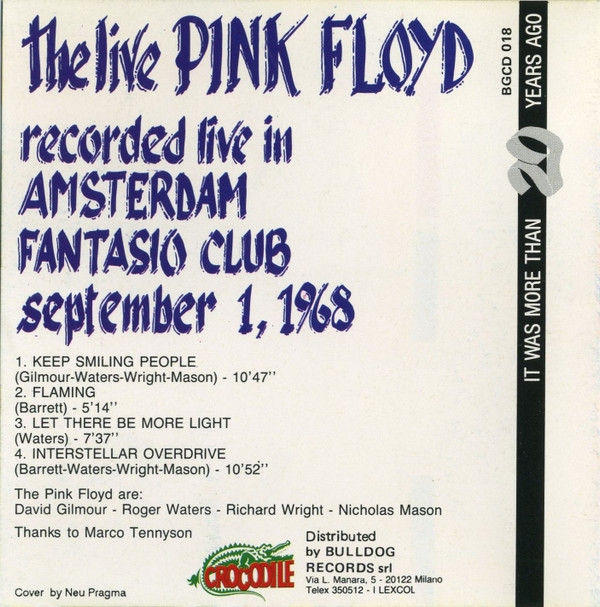 the live PINK FLOYD
recorded live in
AMSTERDAM
FANTASIO CLUB
september 1, 1968
1. KEEP SMILING PEOPLE
(Gilmour-Waters-Wright-Mason) - 10'47''
2. FLAMING
(Barrett) - 5'14''
3. LET THERE BE MORE LIGHT
(Waters) - 7'37''
4. INTERSTELLAR OVERDRIVE
(Barrett-Waters-Wright-Mason) - 10'52''
The Pink Floyd are:
David Gilmour - Roger Waters - Richard Wright - Nicholas Mason
Thanks to Marco Tennyson
CROCODILE
Distributed
by BULLDOG
RECORDS srl
Via L. Manara, 5 - 20122 Milano
Telex 350512 - I LEXCOL
Cover by Neu Pragma
BGCD 018
IT WAS MORE THAN 20 YEARS AGO